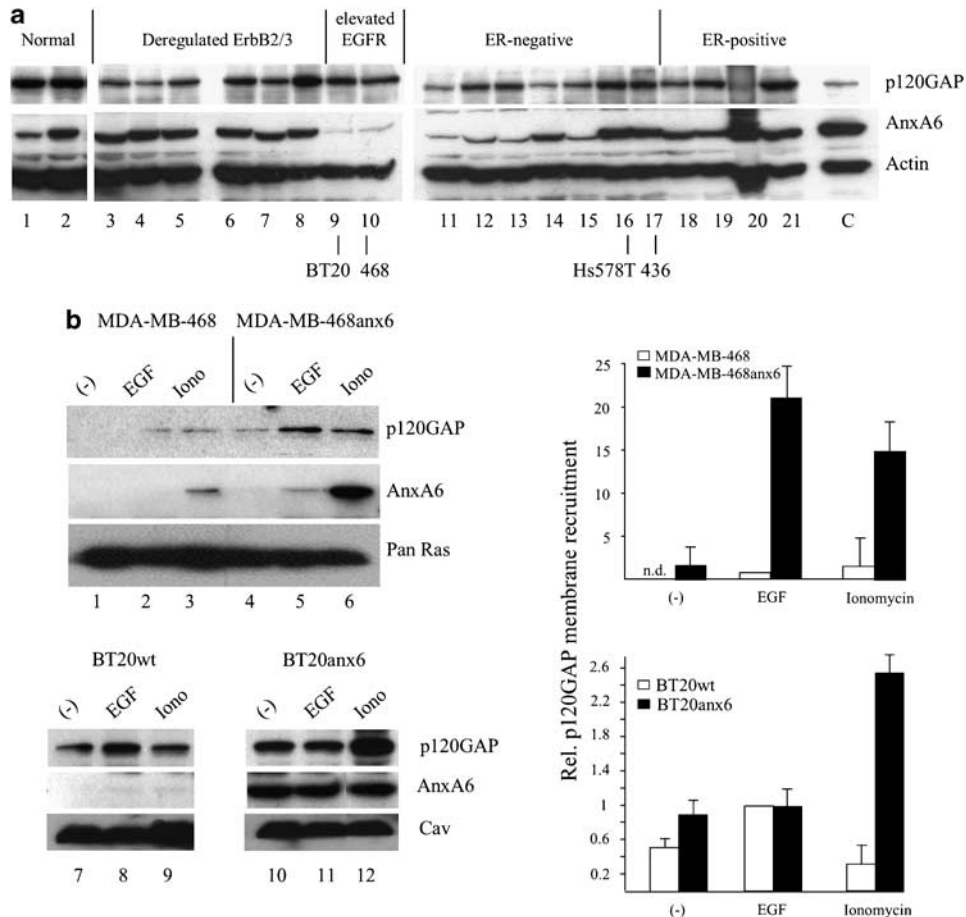 a
Normal Deregulated ErbB2/3 elevated EGFR ER-negative ER-positive
p120GAP
AnxA6
Actin
1 2 3 4 5 6 7 8 9 10 11 12 13 14 15 16 17 18 19 20 21 C
BT20 468 Hs578T 436
b
MDA-MB-468 MDA-MB-468anx6
(-) EGF Iono (-) EGF Iono
p120GAP
AnxA6
Pan Ras
1 2 3 4 5 6
BT20wt BT20anx6
(-) EGF Iono (-) EGF Iono
p120GAP
AnxA6
Cav
7 8 9 10 11 12
Rel. p120GAP membrane recruitment
MDA-MB-468
MDA-MB-468anx6
25
20
15
10
5
n.d.
(-) EGF Ionomycin
BT20wt
BT20anx6
2.6
2.2
1.8
1.4
1
0.6
0.2
(-) EGF Ionomycin